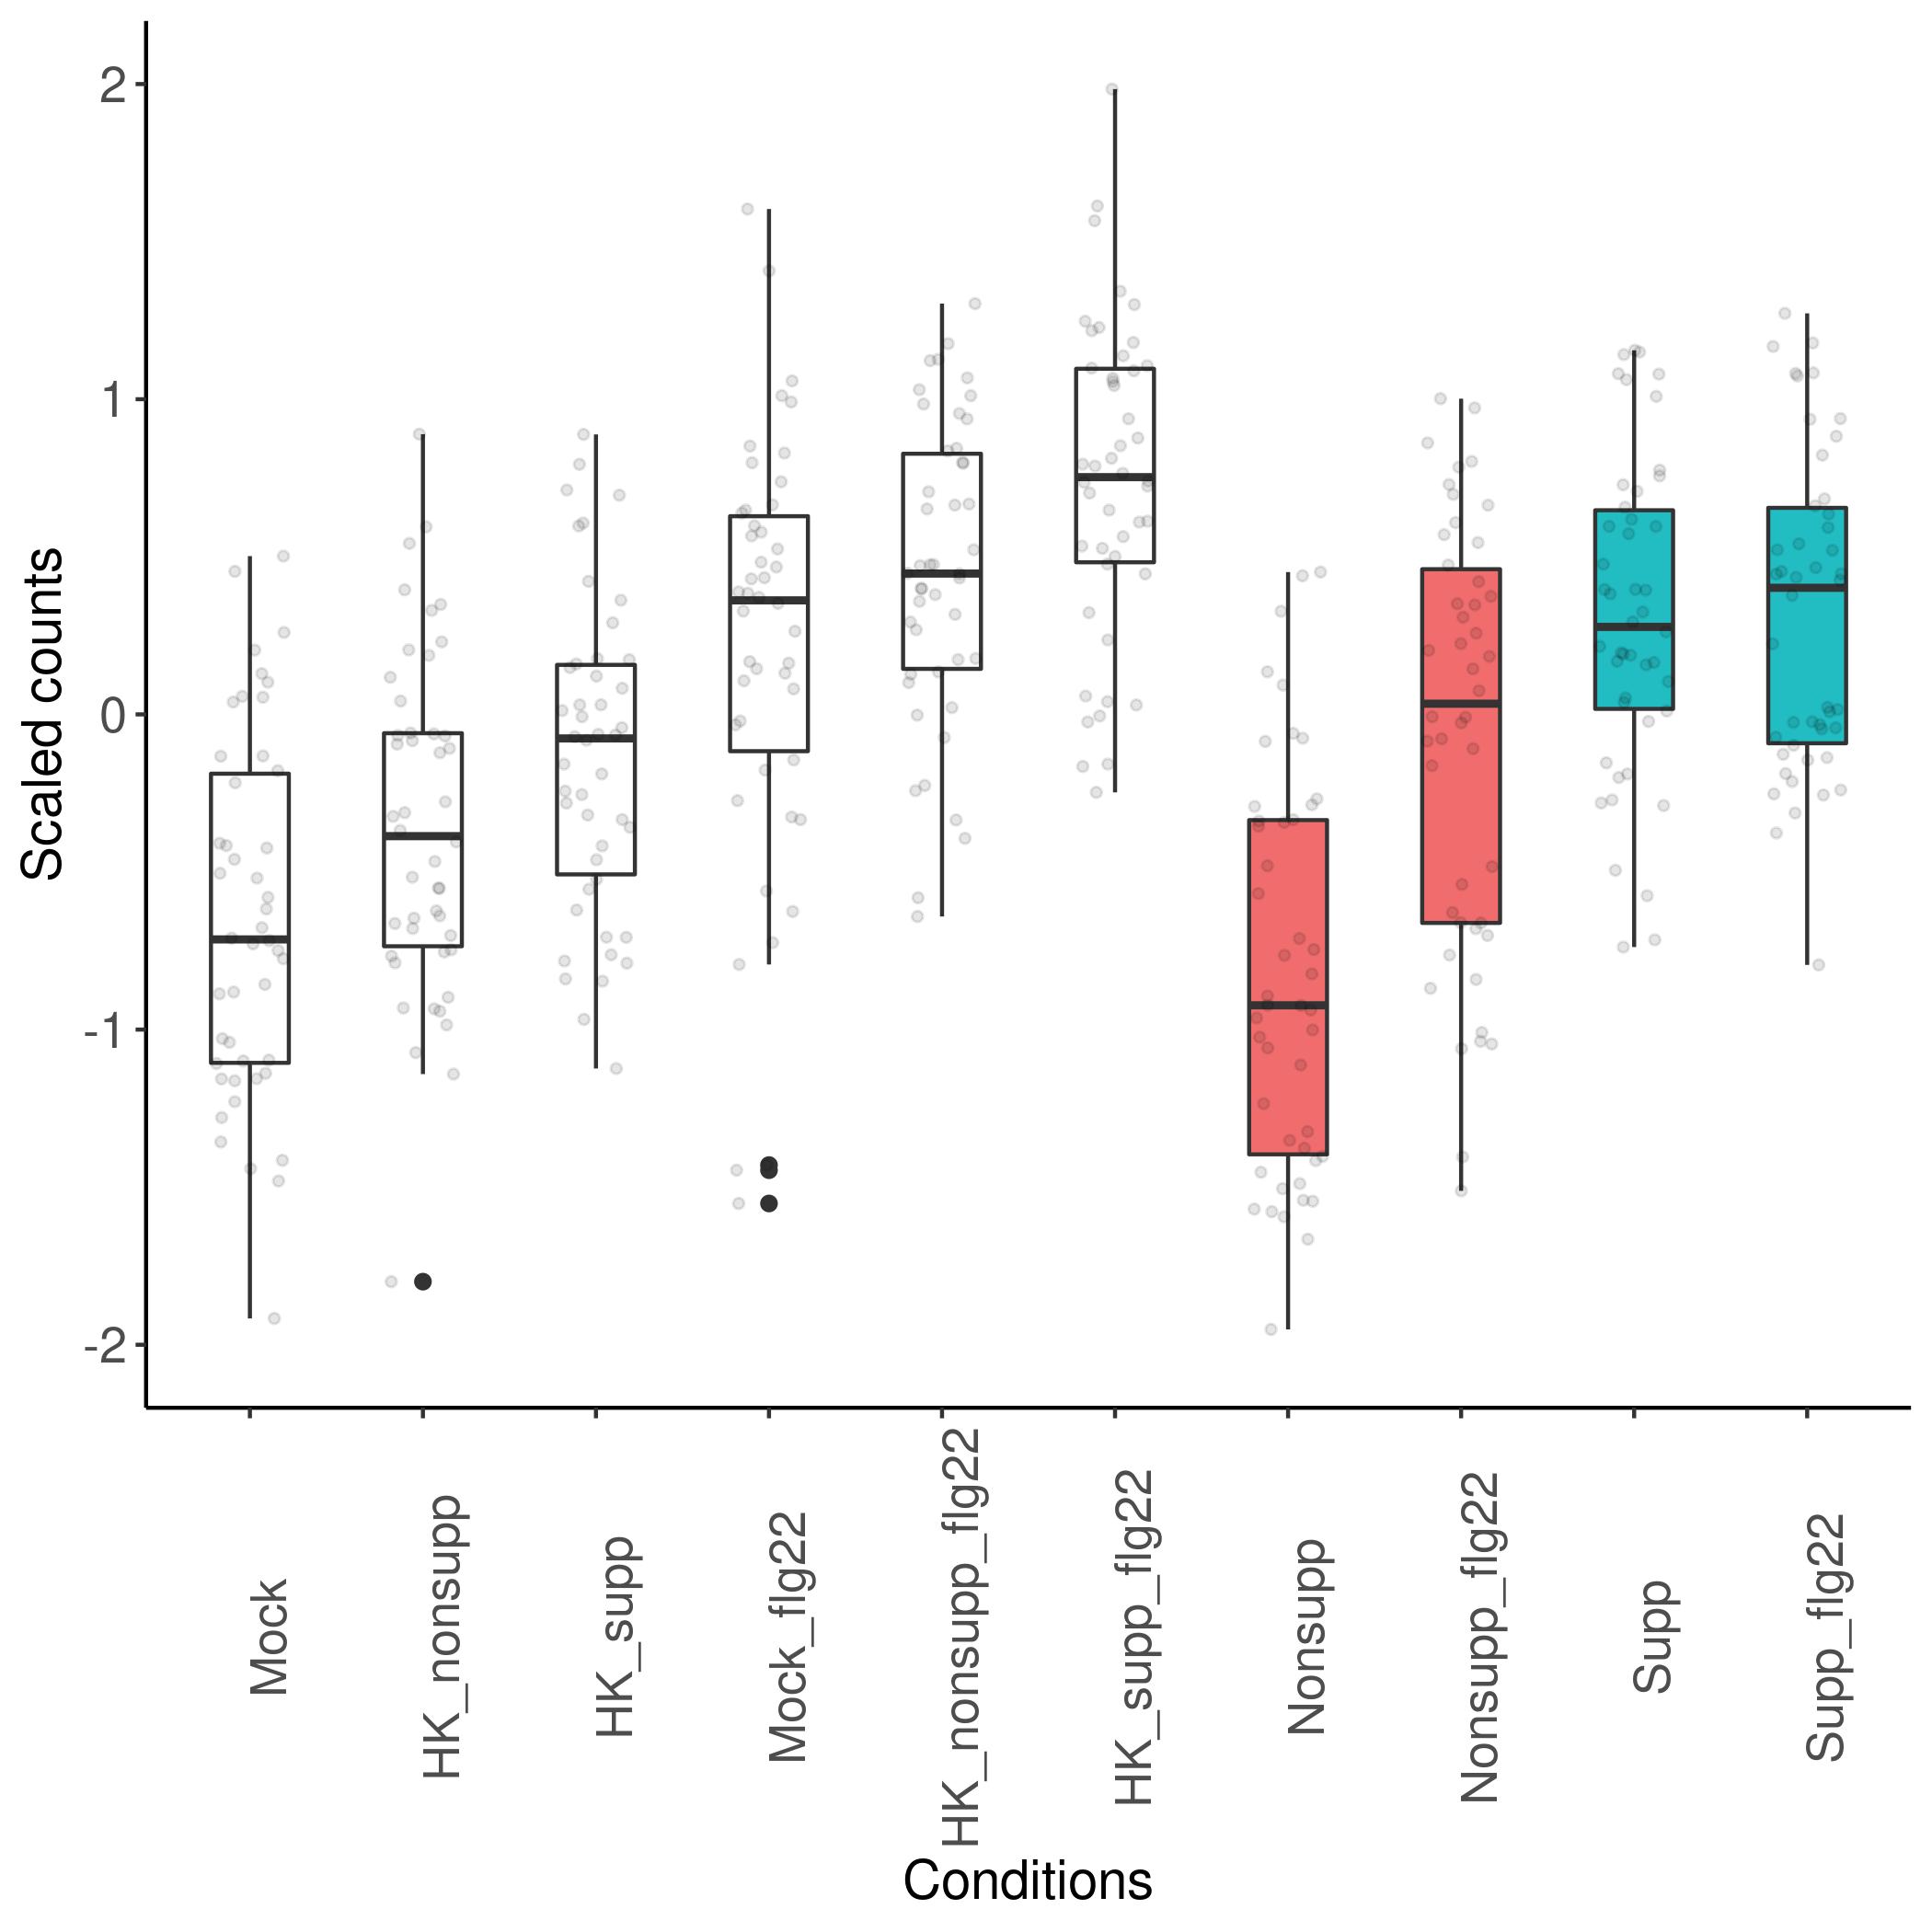 Scaled counts
2
1
0
-1
-2
Mock
HK_nonsupp
HK_supp
Mock_flg22
HK_nonsupp_flg22
HK_supp_flg22
Nonsupp
Nonsupp_flg22
Supp
Supp_flg22
Conditions